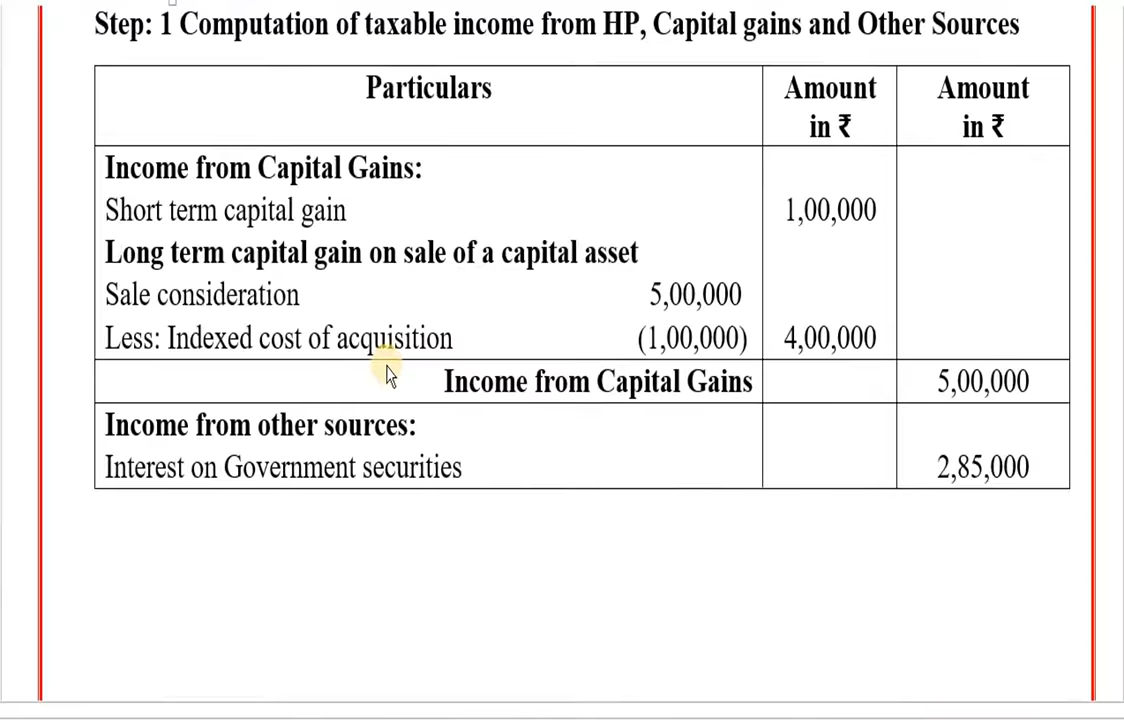 Step: 1 Computation of taxable income from HP, Capital gains and Other Sources
Particulars Amount in ₹ Amount in ₹
Income from Capital Gains:
Short term capital gain 1,00,000
Long term capital gain on sale of a capital asset
Sale consideration 5,00,000
Less: Indexed cost of acquisition (1,00,000) 4,00,000
Income from Capital Gains 5,00,000
Income from other sources:
Interest on Government securities 2,85,000